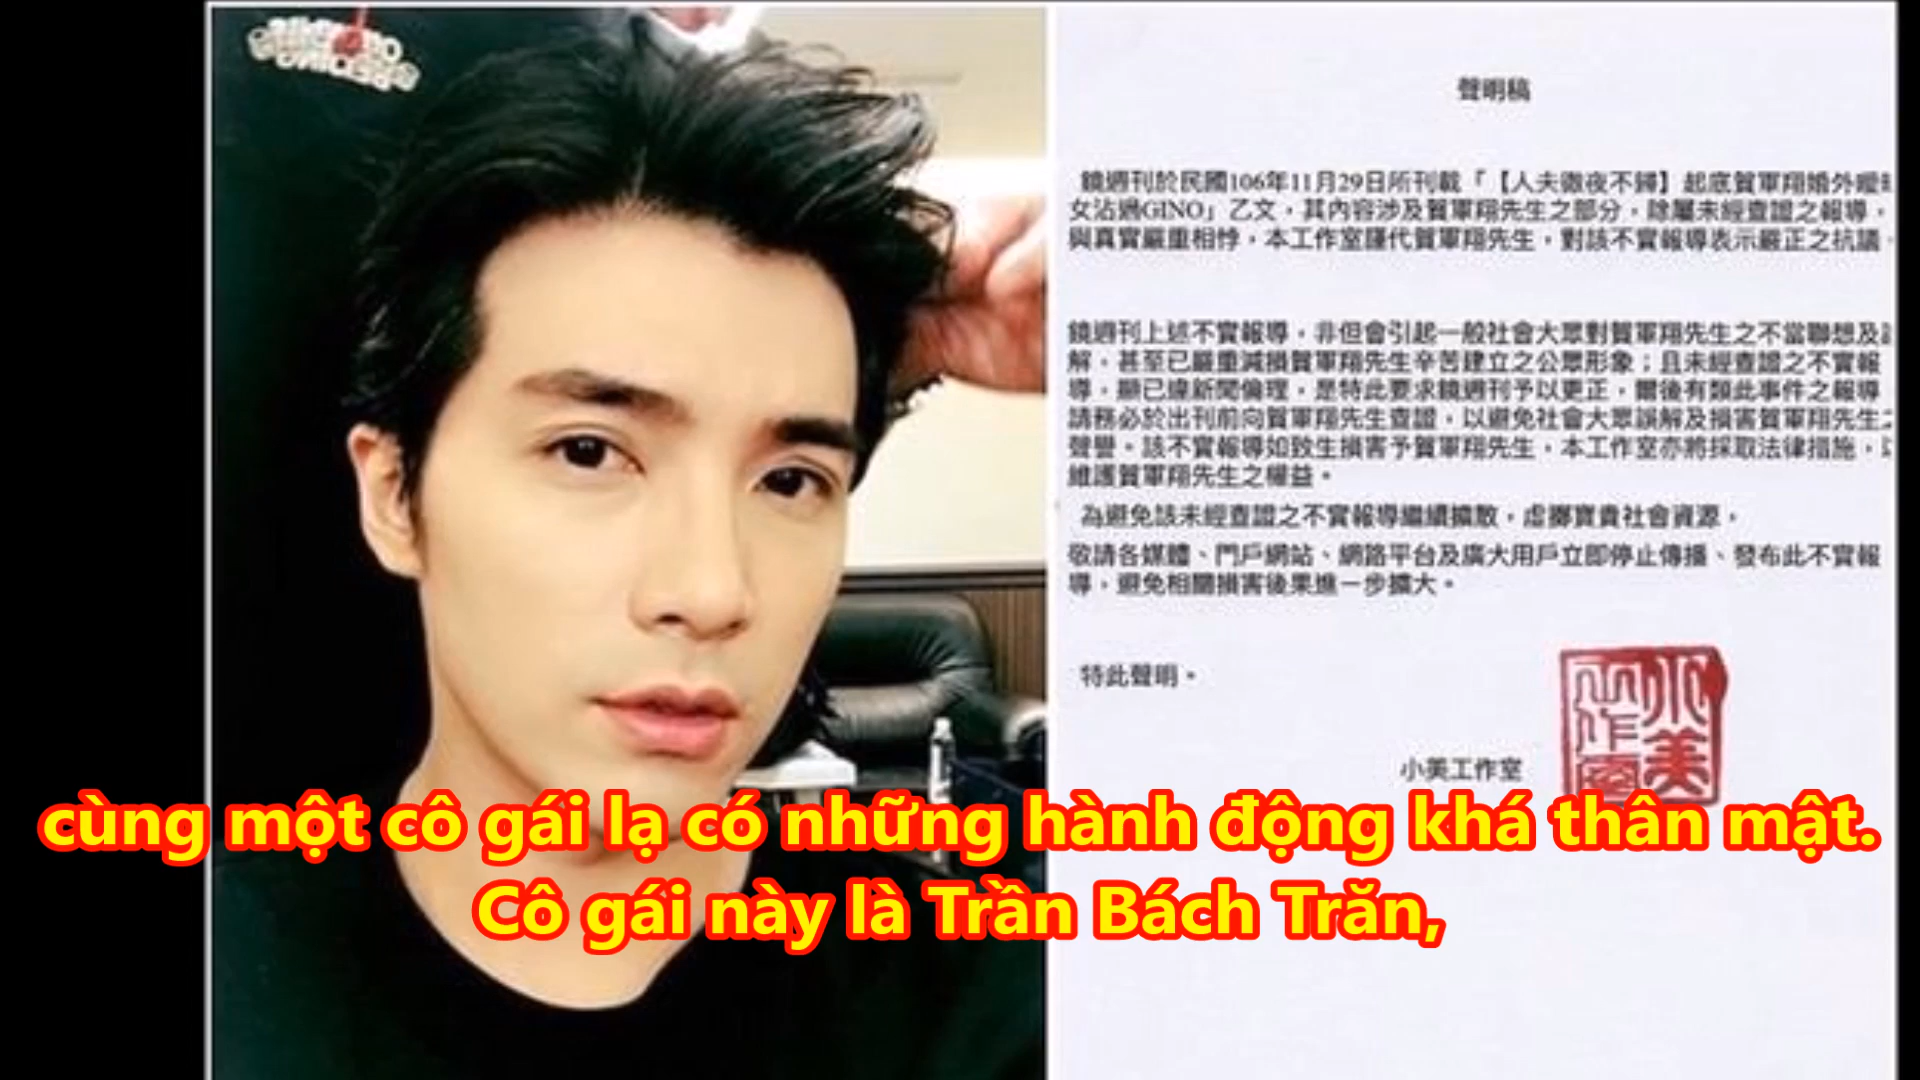 聲明稿
鏡週刊於民國106年11月29日所刊載「【人夫徹夜不歸】起底賀軍翔婚外曖
女沾過GINO」乙文，其內容涉及賀軍翔先生之部分，除屬未經查證之報導，
與真實嚴重相悖，本工作室謹代賀軍翔先生，對該不實報導表示嚴正之抗議
鏡週刊上述不實報導，非但會引起一般社會大眾對賀軍翔先生之不當聯想及
解，甚至已嚴重減損賀軍翔先生辛苦建立之公眾形象；且未經查證之不實報
導，顯已違新聞倫理，是特此要求鏡週刊予以更正，爾後有類此事件之報導
請務必於出刊前向賀軍翔先生查證，以避免社會大眾誤解及損害賀軍翔先生之
聲譽。該不實報導如致生損害予賀軍翔先生，本工作室亦將採取法律措施，
維護賀軍翔先生之權益。
為避免該未經查證之不實報導繼續擴散，虛擲寶貴社會資源，
敬請各媒體、門戶網站、網路平台及廣大用戶立即停止傳播、發布此不實報
導，避免相關損害後果進一步擴大。
特此聲明。
小美工作室
cùng một cô gái lạ có những hành động khá thân mật.
Cô gái này là Trần Bách Trăn,